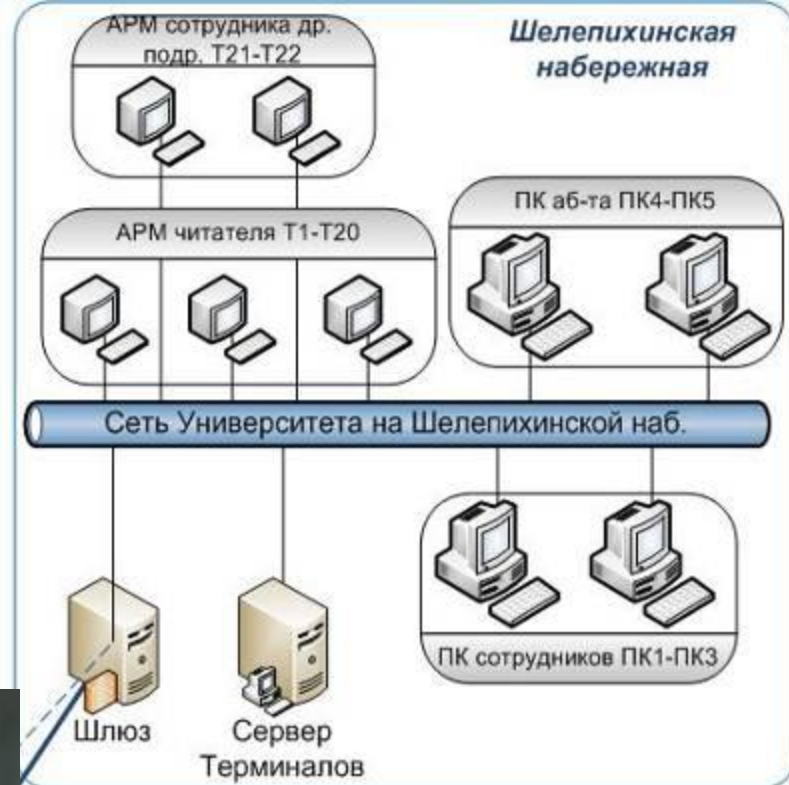 Шелепихинская
набережная
АРМ сотрудника др.
подр. Т21-Т22
АРМ читателя Т1-Т20
ПК аб-та ПК4-ПК5
Сеть Университета на Шелепихинской наб.
ПК сотрудников ПК1-ПК3
Шлюз
Сервер
Терминалов